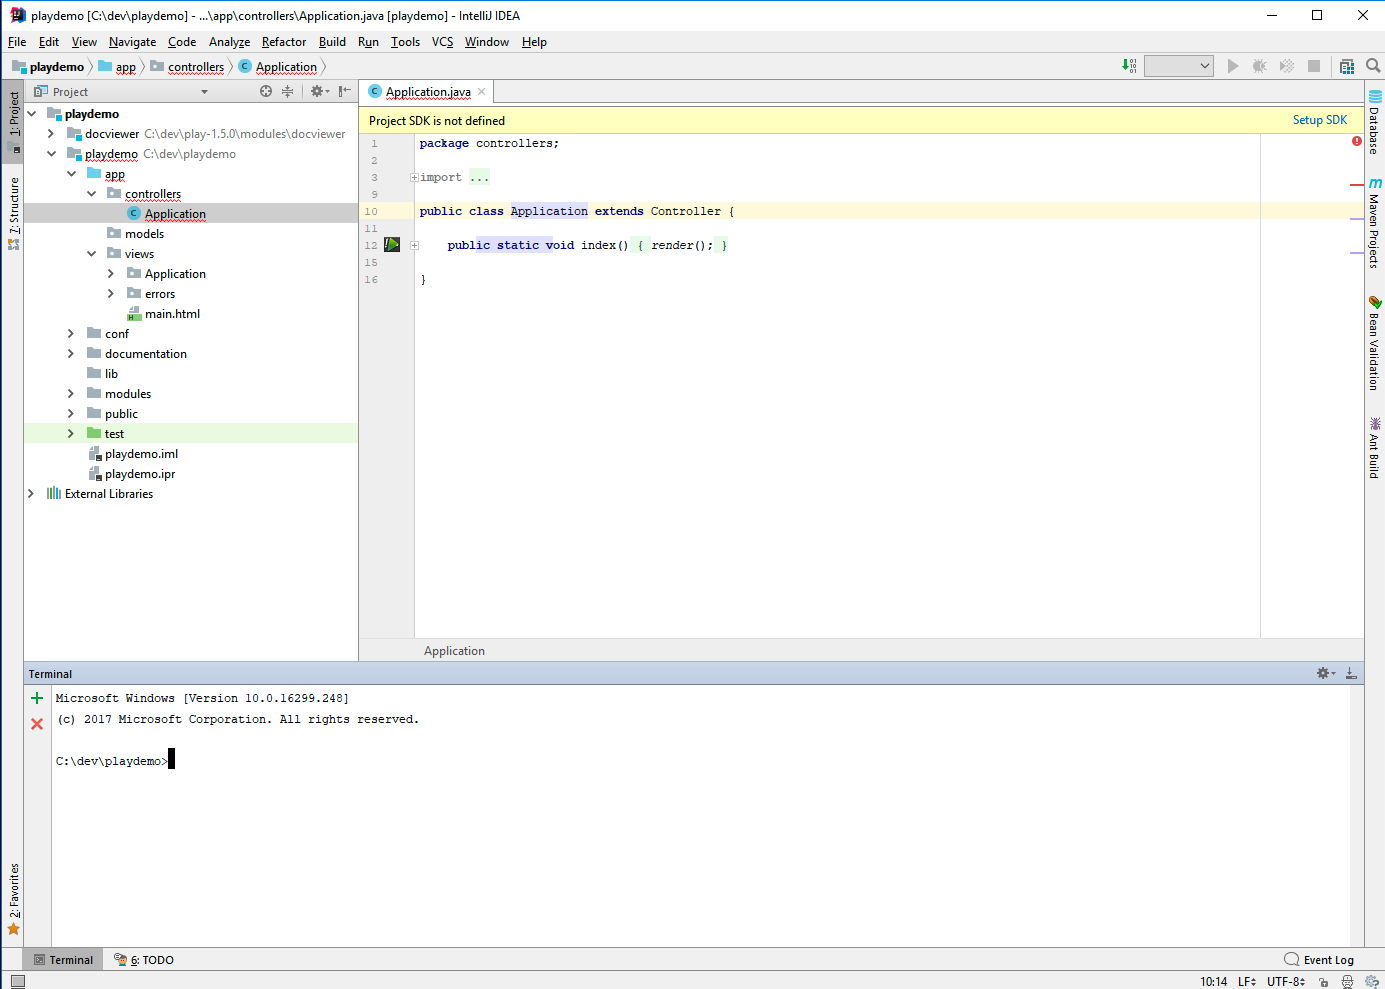 playdemo [C:\dev\playdemo] - ...\app\controllers\Application.java [playdemo] - IntelliJ IDEA
File Edit View Navigate Code Analyze Refactor Build Run Tools VCS Window Help
playdemo app controllers Application
1: Project
7: Structure
2: Favorites
Project
playdemo
docviewer C:\dev\play-1.5.0\modules\docviewer
playdemo C:\dev\playdemo
app
controllers
Application
models
views
Application
errors
main.html
conf
documentation
lib
modules
public
test
playdemo.iml
playdemo.ipr
External Libraries
Application.java
Project SDK is not defined Setup SDK
1 package controllers;
2
3 import ...
9
10 public class Application extends Controller {
11
12 public static void index() { render(); }
15
16 }
Application
Database
Maven Projects
Bean Validation
Ant Build
Terminal
Microsoft Windows [Version 10.0.16299.248]
(c) 2017 Microsoft Corporation. All rights reserved.
C:\dev\playdemo>
Terminal 6: TODO Event Log
10:14 LF UTF-8